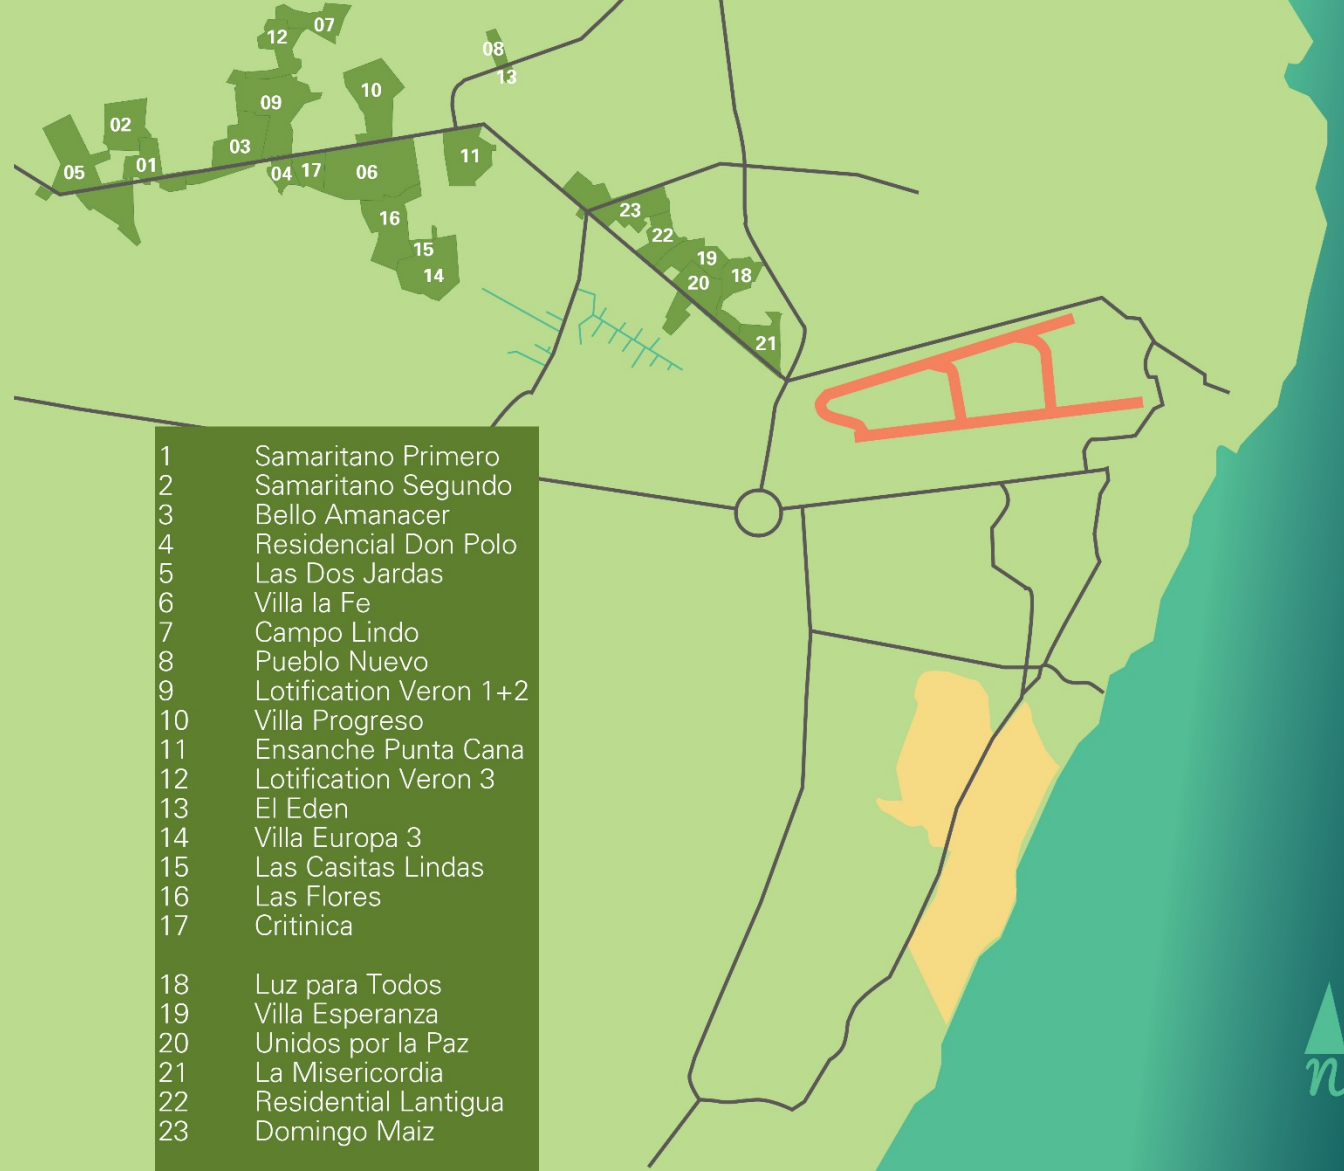 07
12
08
13
10
09
02
03
11
01
05
04
17
06
16
23
22
15
19
14
20
18
21
1 Samaritano Primero
2 Samaritano Segundo
3 Bello Amanacer
4 Residencial Don Polo
5 Las Dos Jardas
6 Villa la Fe
7 Campo Lindo
8 Pueblo Nuevo
9 Lotification Veron 1+2
10 Villa Progreso
11 Ensanche Punta Cana
12 Lotification Veron 3
13 El Eden
14 Villa Europa 3
15 Las Casitas Lindas
16 Las Flores
17 Critinica
18 Luz para Todos
19 Villa Esperanza
20 Unidos por la Paz
21 La Misericordia
22 Residential Lantigua
23 Domingo Maiz
n